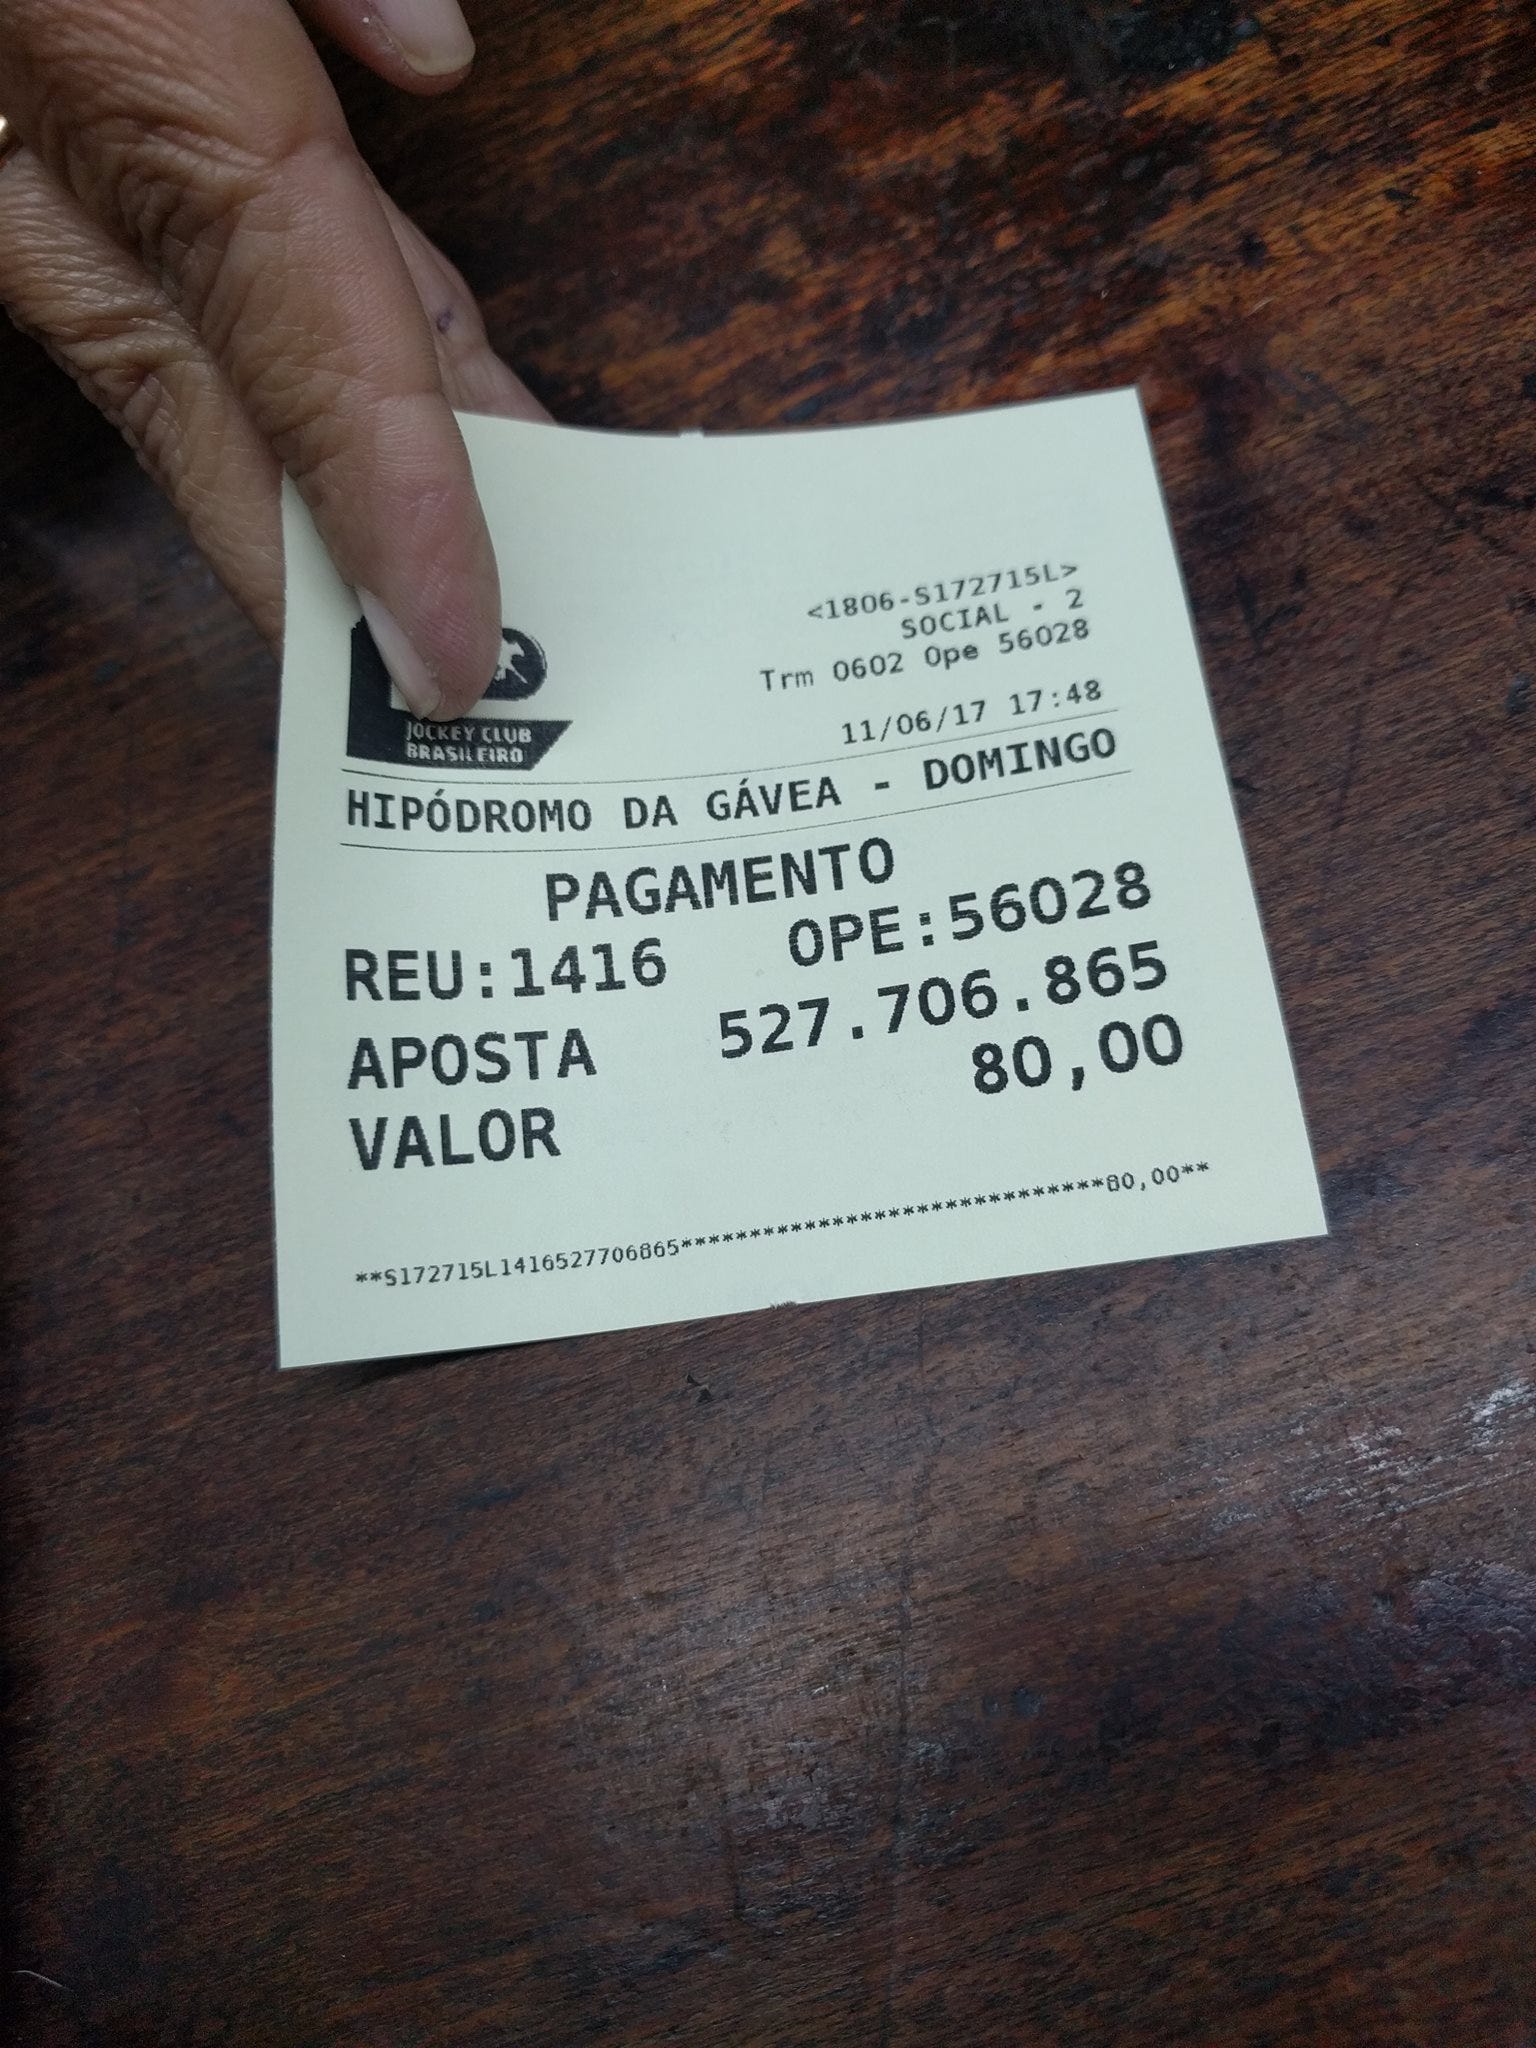 <1806-S172715L>
SOCIAL - 2
Trm 0602 Ope 56028
11/06/17 17:48
JOCKEY CLUB
BRASILEIRO
HIPÓDROMO DA GÁVEA - DOMINGO
PAGAMENTO
REU:1416 OPE:56028
APOSTA 527.706.865
VALOR 80,00
**S172715L1416527706865*******************************80,00**